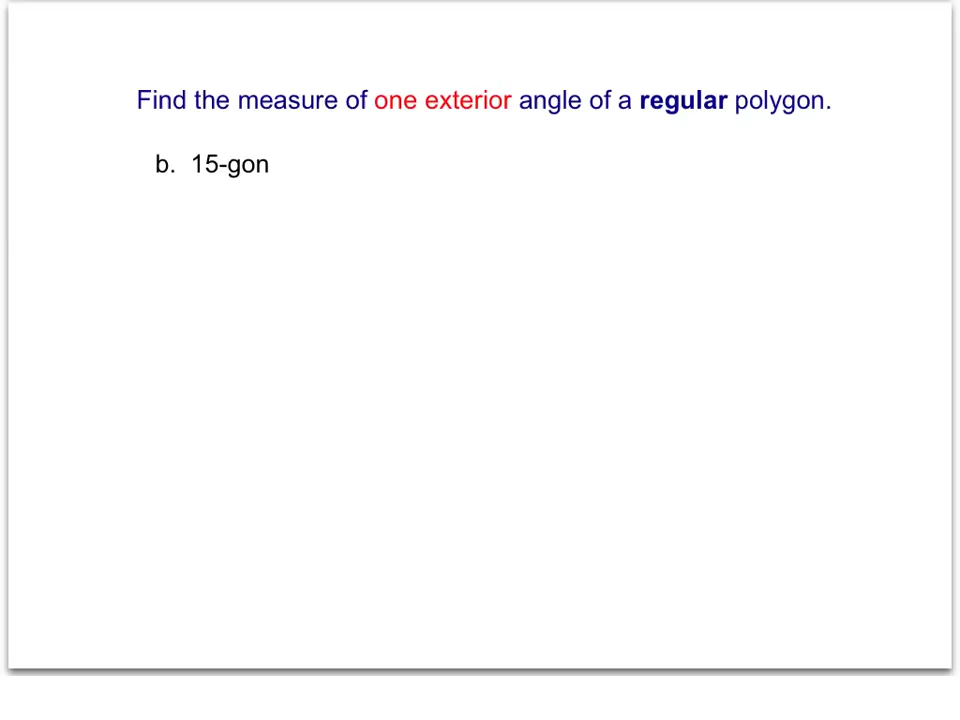 Find the measure of one exterior angle of a regular polygon.
b. 15-gon